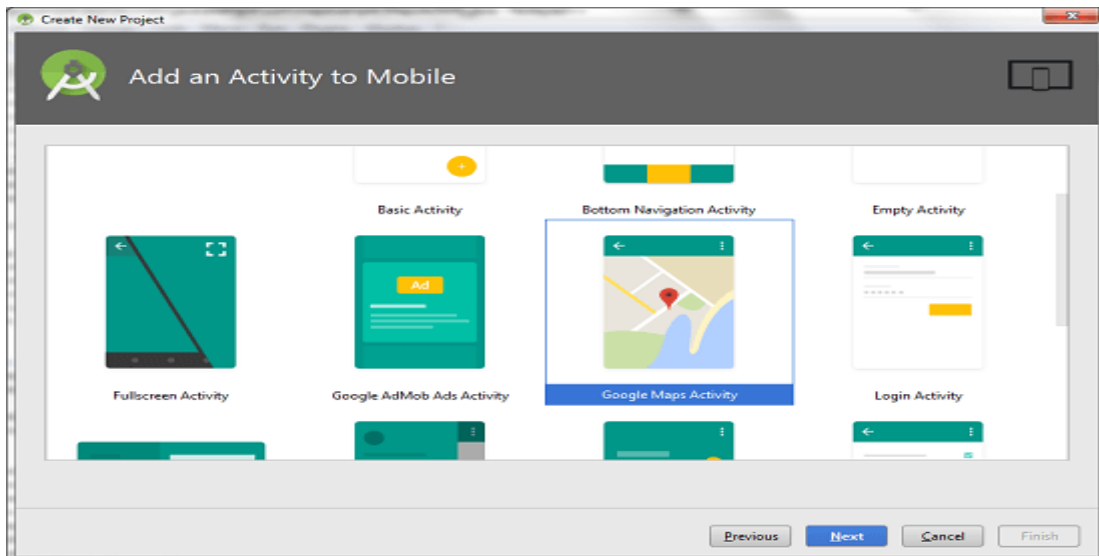 Create New Project
Add an Activity to Mobile
Basic Activity
Bottom Navigation Activity
Empty Activity
Ad
Fullscreen Activity
Google AdMob Ads Activity
Google Maps Activity
Login Activity
Previous
Next
Cancel
Finish